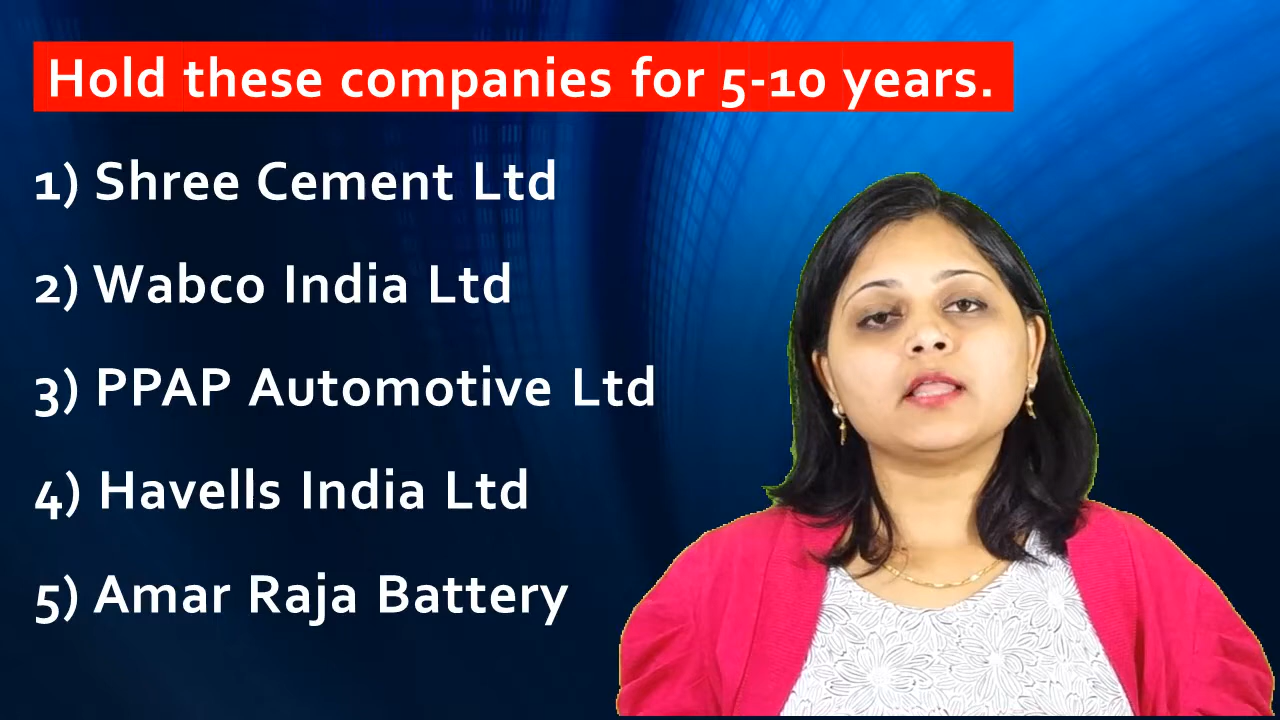 Hold these companies for 5-10 years.
1) Shree Cement Ltd
2) Wabco India Ltd
3) PPAP Automotive Ltd
4) Havells India Ltd
5) Amar Raja Battery